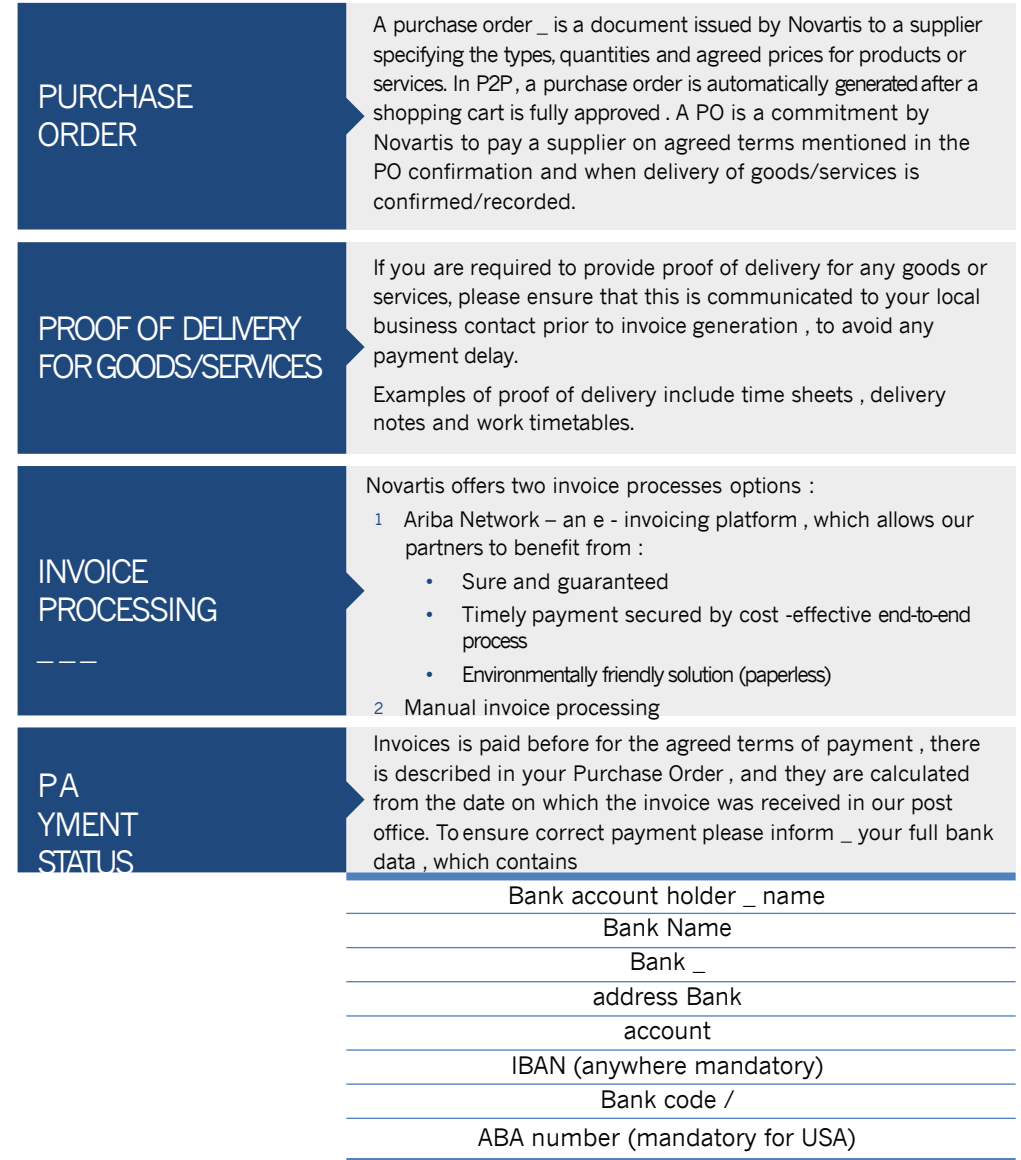 PURCHASE
ORDER
A purchase order _ is a document issued by Novartis to a supplier
specifying the types, quantities and agreed prices for products or
services. In P2P, a purchase order is automatically generated after a
shopping cart is fully approved . A PO is a commitment by
Novartis to pay a supplier on agreed terms mentioned in the
PO confirmation and when delivery of goods/services is
confirmed/recorded.
PROOF OF DELIVERY
FOR GOODS/SERVICES
If you are required to provide proof of delivery for any goods or
services, please ensure that this is communicated to your local
business contact prior to invoice generation , to avoid any
payment delay.
Examples of proof of delivery include time sheets , delivery
notes and work timetables.
INVOICE
PROCESSING
_ _ _
Novartis offers two invoice processes options :
1 Ariba Network – an e - invoicing platform , which allows our
partners to benefit from :
• Sure and guaranteed
• Timely payment secured by cost -effective end-to-end
process
• Environmentally friendly solution (paperless)
2 Manual invoice processing
PA
YMENT
STATUS
Invoices is paid before for the agreed terms of payment , there
is described in your Purchase Order , and they are calculated
from the date on which the invoice was received in our post
office. To ensure correct payment please inform _ your full bank
data , which contains
Bank account holder _ name
Bank Name
Bank _
address Bank
account
IBAN (anywhere mandatory)
Bank code /
ABA number (mandatory for USA)